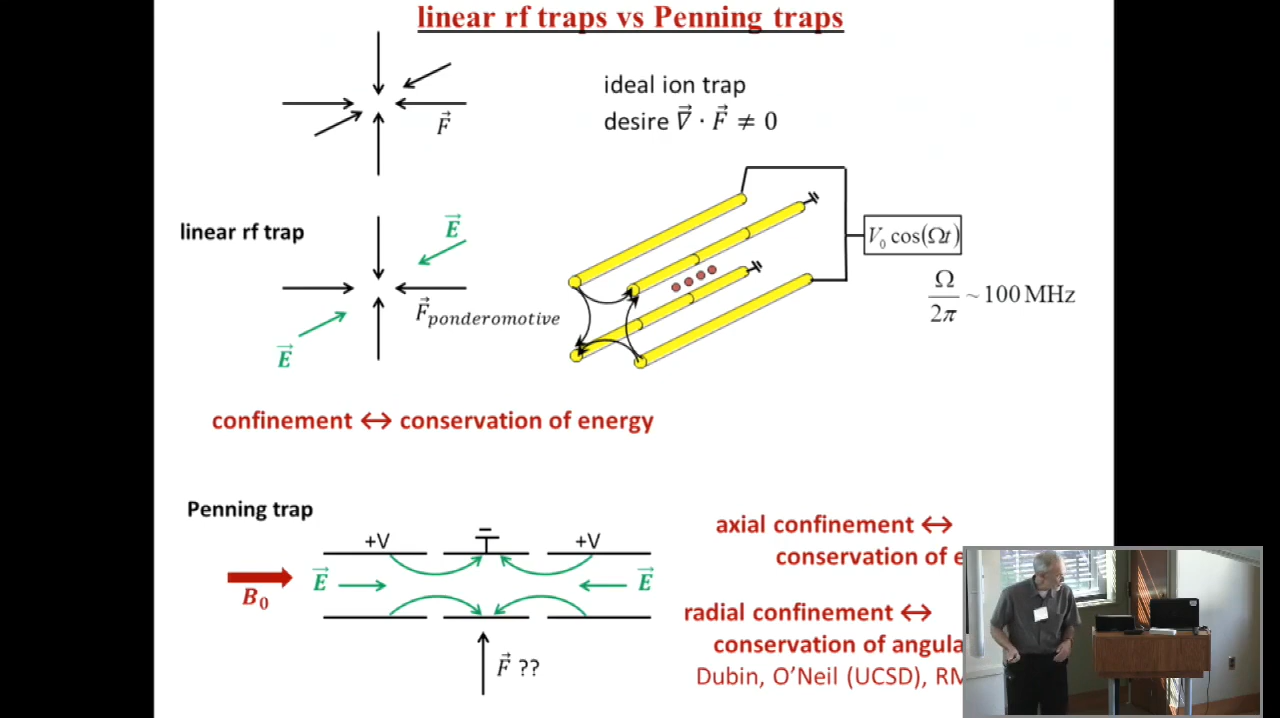 linear rf traps vs Penning traps
ideal ion trap
desire ∇⃗ · F⃗ ≠ 0
F⃗
linear rf trap
E⃗
F⃗ponderomotive
E⃗
V₀ cos(Ωt)
Ω/2π ~ 100 MHz
confinement ↔ conservation of energy
Penning trap
+V
+V
E⃗
E⃗
B₀
F⃗ ??
axial confinement ↔
conservation of e
radial confinement ↔
conservation of angula
Dubin, O'Neil (UCSD), RM